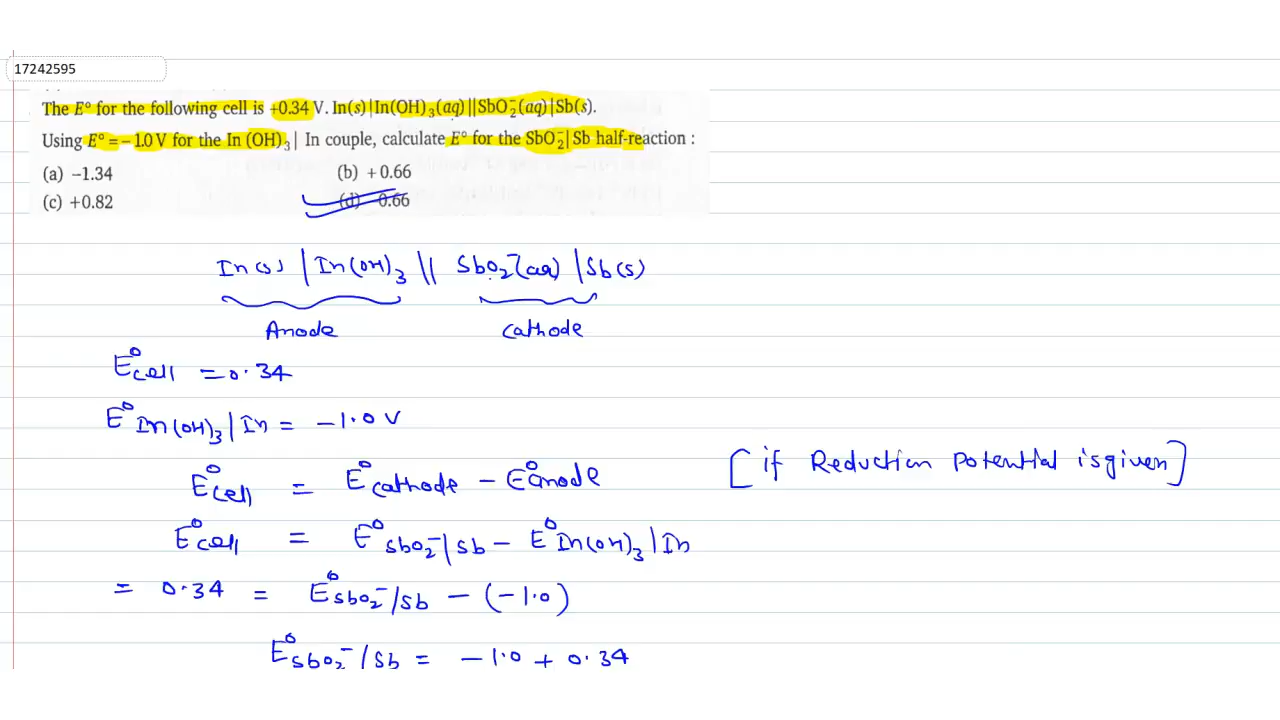 17242595
The E° for the following cell is +0.34 V. In(s)|In(OH)₃(aq)||SbO₂⁻(aq)|Sb(s).
Using E° = −1.0 V for the In (OH)₃| In couple, calculate E° for the SbO₂⁻|Sb half-reaction :
(a) −1.34 (b) + 0.66
(c) +0.82 (d) −0.66
In(s) | In(OH)₃ || SbO₂⁻(aq) | Sb(s)
Anode Cathode
E°cell = 0.34
E° In(OH)₃ | In = −1.0 V
E°cell = E°cathode − E°anode [if Reduction Potential is given]
E°cell = E°SbO₂⁻/Sb − E°In(OH)₃ | In
= 0.34 = E°SbO₂⁻/Sb − (−1.0)
E°SbO₂⁻/Sb = −1.0 + 0.34